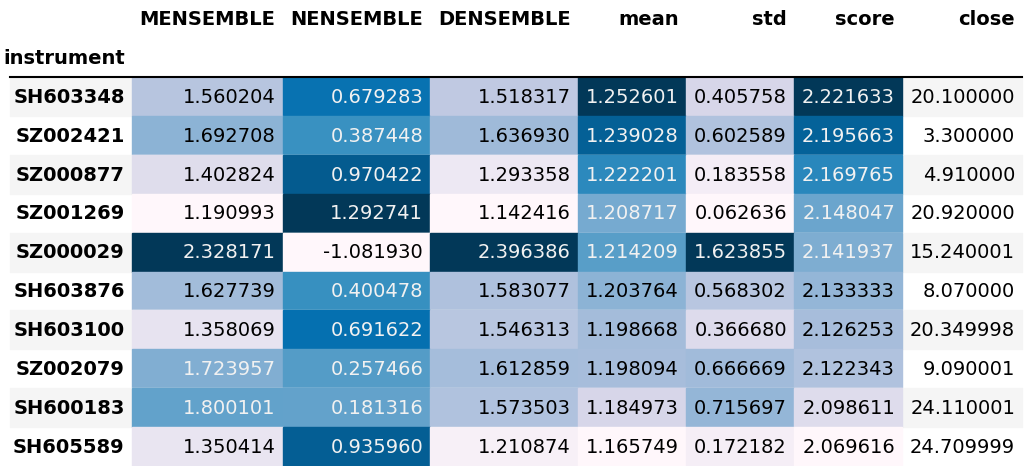 MENSEMBLE NENSEMBLE DENSEMBLE mean std score close
instrument
SH603348 1.560204 0.679283 1.518317 1.252601 0.405758 2.221633 20.100000
SZ002421 1.692708 0.387448 1.636930 1.239028 0.602589 2.195663 3.300000
SZ000877 1.402824 0.970422 1.293358 1.222201 0.183558 2.169765 4.910000
SZ001269 1.190993 1.292741 1.142416 1.208717 0.062636 2.148047 20.920000
SZ000029 2.328171 -1.081930 2.396386 1.214209 1.623855 2.141937 15.240001
SH603876 1.627739 0.400478 1.583077 1.203764 0.568302 2.133333 8.070000
SH603100 1.358069 0.691622 1.546313 1.198668 0.366680 2.126253 20.349998
SZ002079 1.723957 0.257466 1.612859 1.198094 0.666669 2.122343 9.090001
SH600183 1.800101 0.181316 1.573503 1.184973 0.715697 2.098611 24.110001
SH605589 1.350414 0.935960 1.210874 1.165749 0.172182 2.069616 24.709999